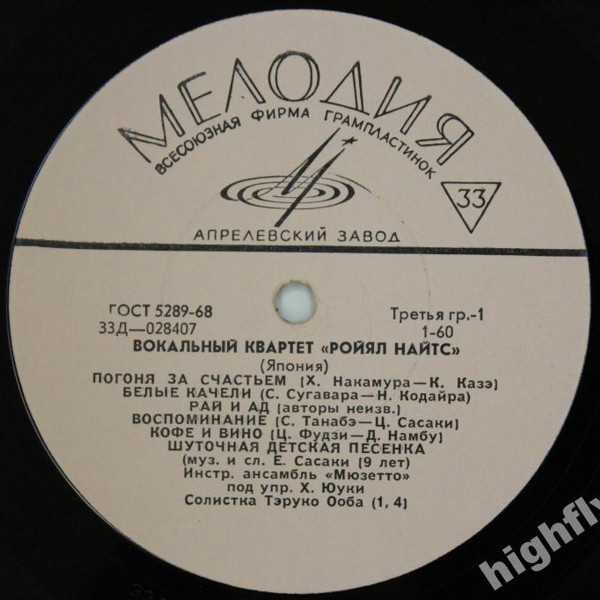 МЕЛОДИЯ
ВСЕСОЮЗНАЯ ФИРМА ГРАМПЛАСТИНОК
33
АПРЕЛЕВСКИЙ ЗАВОД
ГОСТ 5289-68
Третья гр.-1
33Д—028407
1-60
ВОКАЛЬНЫЙ КВАРТЕТ «РОЙЯЛ НАЙТС»
(Япония)
ПОГОНЯ ЗА СЧАСТЬЕМ (Х. Накамура—К. Казэ)
БЕЛЫЕ КАЧЕЛИ (С. Сугавара—Н. Кодайра)
РАЙ И АД (авторы неизв.)
ВОСПОМИНАНИЕ (С. Танабэ—Ц. Сасаки)
КОФЕ И ВИНО (Ц. Фудзи—Д. Намбу)
ШУТОЧНАЯ ДЕТСКАЯ ПЕСЕНКА
(муз. и сл. Е. Сасаки (9 лет)
Инстр. ансамбль «Мюзетто»
под упр. Х. Юуки
Солистка Тэруко Ооба (1, 4)
highfly